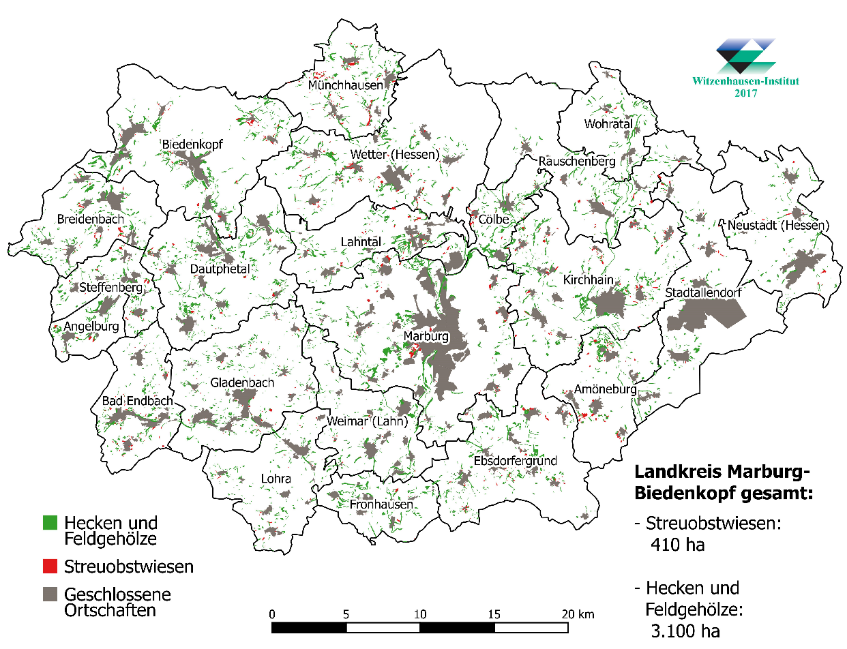 Witzenhausen-Institut
2017
Münchhausen
Wohratal
Biedenkopf
Wetter (Hessen)
Rauschenberg
Breidenbach
Cölbe
Neustadt (Hessen)
Lahntal
Dautphetal
Kirchhain
Steffenberg
Stadtallendorf
Angelburg
Marburg
Gladenbach
Amöneburg
Bad Endbach
Weimar (Lahn)
Ebsdorfergrund
Lohra
Fronhausen
Landkreis Marburg-
Biedenkopf gesamt:
- Streuobstwiesen:
410 ha
- Hecken und
Feldgehölze:
3.100 ha
Hecken und
Feldgehölze
Streuobstwiesen
Geschlossene
Ortschaften
0 5 10 15 20 km